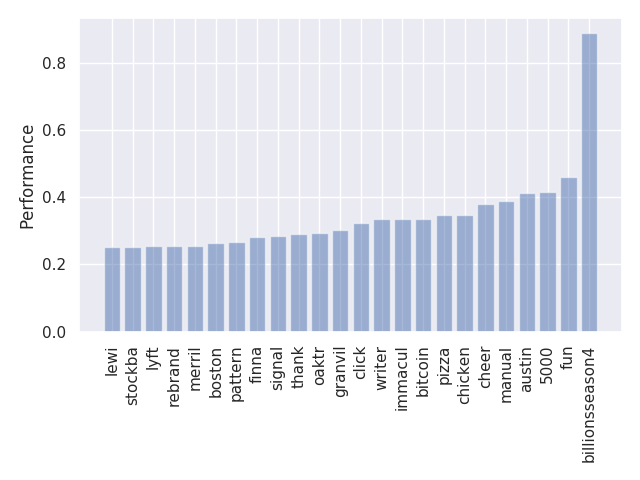 Performance
0.8
0.6
0.4
0.2
0.0
lewi
stockba
lyft
rebrand
merril
boston
pattern
finna
signal
thank
oaktr
granvil
click
writer
immacul
bitcoin
pizza
chicken
cheer
manual
austin
5000
fun
billionsseason4